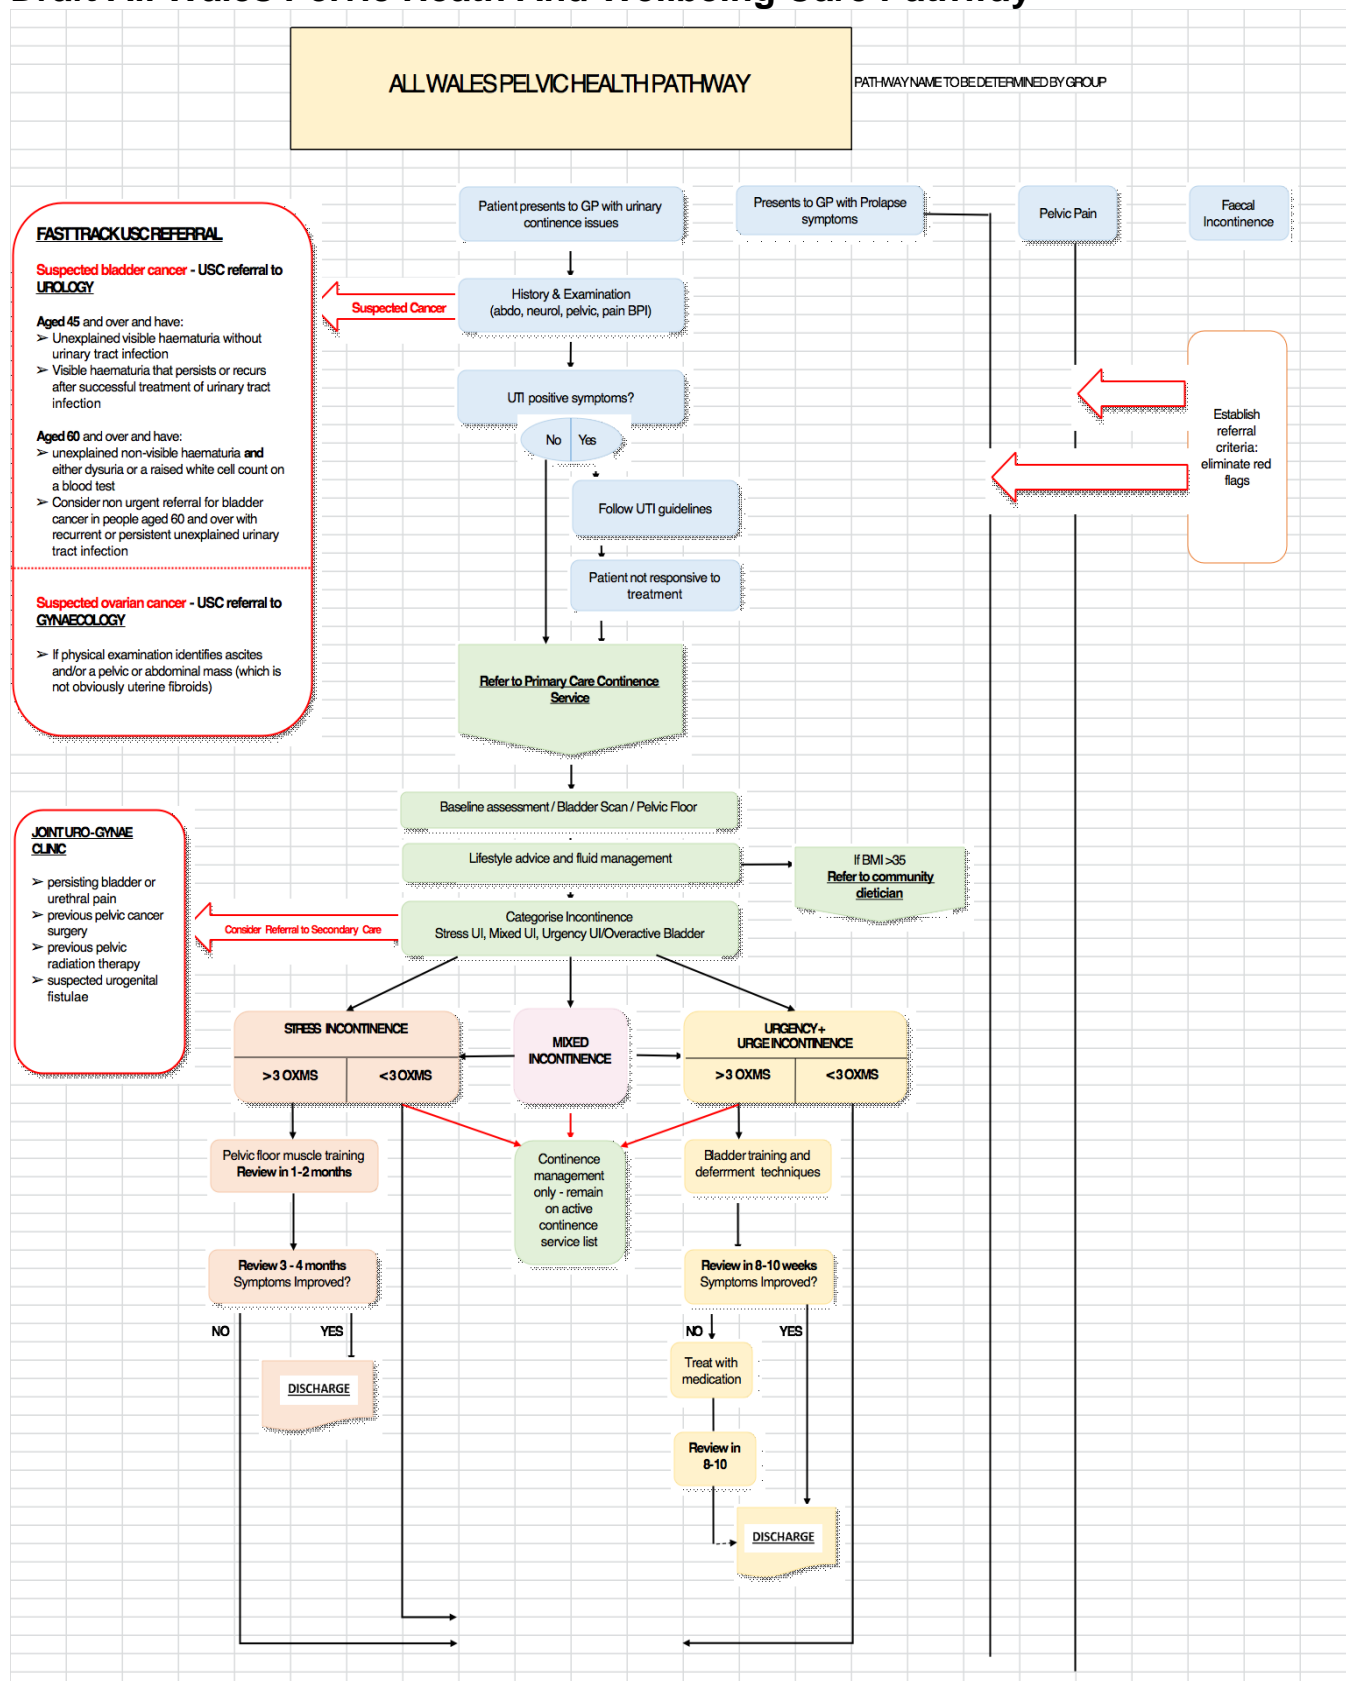 ALL WALES PELVIC HEALTH PATHWAY
PATHWAY NAME TO BE DETERMINED BY GROUP
Patient presents to GP with urinary
continence issues
Presents to GP with Prolapse
symptoms
Pelvic Pain
Faecal
Incontinence
FAST TRACK USC REFERRAL
Suspected bladder cancer - USC referral to
UROLOGY
Aged 45 and over and have:
➢ Unexplained visible haematuria without
urinary tract infection
➢ Visible haematuria that persists or recurs
after successful treatment of urinary tract
infection
Aged 60 and over and have:
➢ unexplained non-visible haematuria and
either dysuria or a raised white cell count on
a blood test
➢ Consider non urgent referral for bladder
cancer in people aged 60 and over with
recurrent or persistent unexplained urinary
tract infection
Suspected ovarian cancer - USC referral to
GYNAECOLOGY
➢ If physical examination identifies ascites
and/or a pelvic or abdominal mass (which is
not obviously uterine fibroids)
Suspected Cancer
History & Examination
(abdo, neurol, pelvic, pain BPI)
UTI positive symptoms?
No Yes
Follow UTI guidelines
Patient not responsive to
treatment
Establish
referral
criteria:
eliminate red
flags
Refer to Primary Care Continence
Service
Baseline assessment / Bladder Scan / Pelvic Floor
Lifestyle advice and fluid management
If BMI >35
Refer to community
dietician
Categorise Incontinence
Stress UI, Mixed UI, Urgency UI/Overactive Bladder
Consider Referral to Secondary Care
JOINT URO-GYNAE
CLINIC
➢ persisting bladder or
urethral pain
➢ previous pelvic cancer
surgery
➢ previous pelvic
radiation therapy
➢ suspected urogenital
fistulae
STRESS INCONTINENCE
>3 OXMS <3 OXMS
MIXED
INCONTINENCE
URGENCY +
URGE INCONTINENCE
>3 OXMS <3 OXMS
Pelvic floor muscle training
Review in 1-2 months
Continence
management
only - remain
on active
continence
service list
Bladder training and
deferrment techniques
Review 3 - 4 months
Symptoms Improved?
Review in 8-10 weeks
Symptoms Improved?
NO YES
NO YES
DISCHARGE
Treat with
medication
Review in
8-10
DISCHARGE